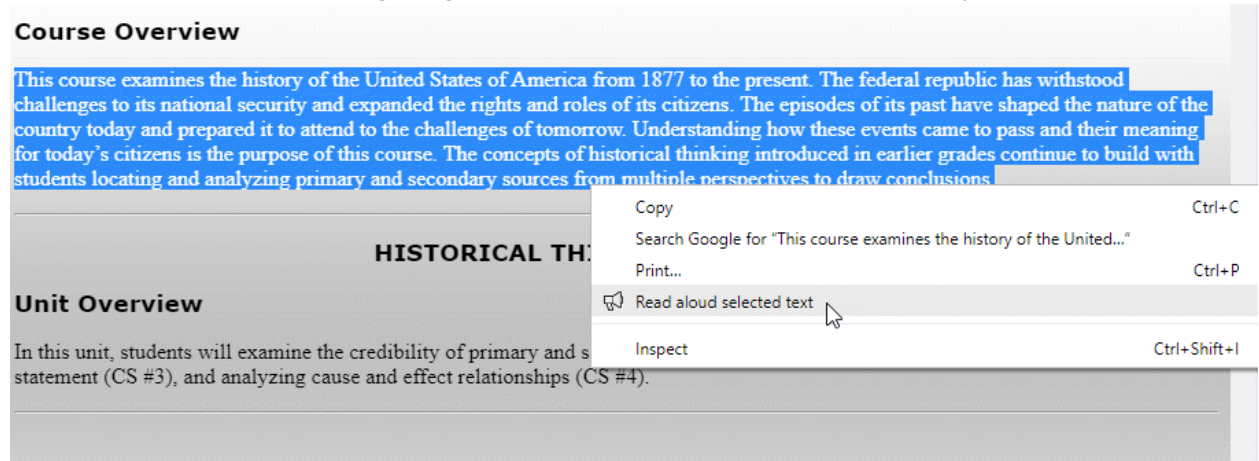 Course Overview
This course examines the history of the United States of America from 1877 to the present. The federal republic has withstood
challenges to its national security and expanded the rights and roles of its citizens. The episodes of its past have shaped the nature of the
country today and prepared it to attend to the challenges of tomorrow. Understanding how these events came to pass and their meaning
for today's citizens is the purpose of this course. The concepts of historical thinking introduced in earlier grades continue to build with
students locating and analyzing primary and secondary sources from multiple perspectives to draw conclusions
Copy Ctrl+C
Search Google for “This course examines the history of the United...”
Print... Ctrl+P
Read aloud selected text
Inspect Ctrl+Shift+I
HISTORICAL
Unit Overview
In this unit, students will examine the credibility of primary and
statement (CS #3), and analyzing cause and effect relationships (CS #4).